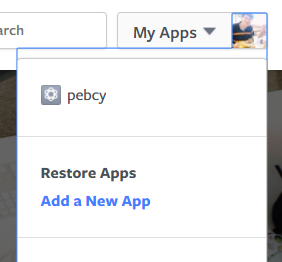 arch
My Apps
pebcy
Restore Apps
Add a New App